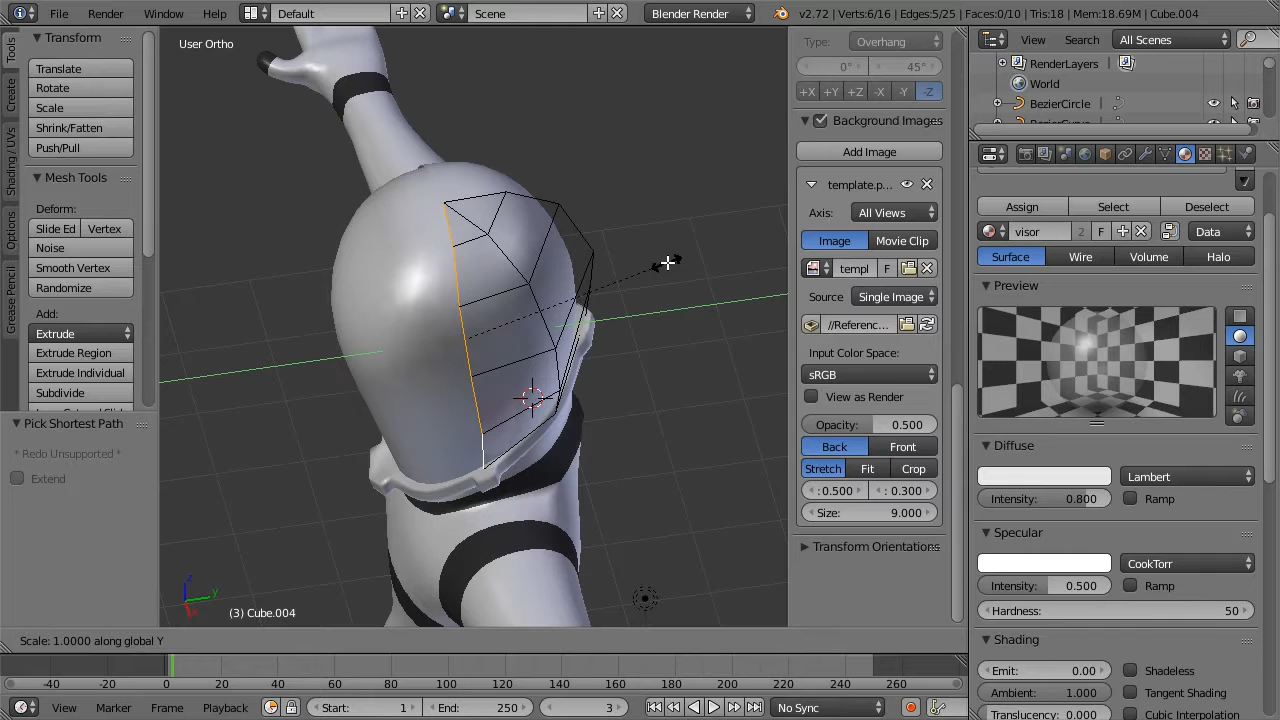 File Render Window Help Default Scene Blender Render v2.72 | Verts:6/16 | Edges:5/25 | Faces:0/10 | Tris:18 | Mem:18.69M | Cube.004
Tools
Create
Shading / UVs
Options
Grease Pencil
Transform
Translate
Rotate
Scale
Shrink/Fatten
Push/Pull
Mesh Tools
Deform:
Slide Ed Vertex
Noise
Smooth Vertex
Randomize
Add:
Extrude
Extrude Region
Extrude Individual
Subdivide
Pick Shortest Path
* Redo Unsupported *
Extend
User Ortho
z
y
x
(3) Cube.004
Type: Overhang
0° 45°
+X +Y +Z -X -Y -Z
Background Images
Add Image
template.p...
Axis: All Views
Image Movie Clip
templ F
Source Single Image
//Referenc...
Input Color Space:
sRGB
View as Render
Opacity: 0.500
Back Front
Stretch Fit Crop
: 0.500 : 0.300
Size: 9.000
Transform Orientations
View Search All Scenes
RenderLayers
World
BezierCircle
Assign Select Deselect
visor 2 F Data
Surface Wire Volume Halo
Preview
Diffuse
Lambert
Intensity: 0.800 Ramp
Specular
CookTorr
Intensity: 0.500 Ramp
Hardness: 50
Shading
Emit: 0.00 Shadeless
Ambient: 1.000 Tangent Shading
Translucency: 0.000 Cubic Interpolation
Scale: 1.0000 along global Y
-40 -20 0 20 40 60 80 100 120 140 160 180 200 220 240 260
View Marker Frame Playback Start: 1 End: 250 3 No Sync